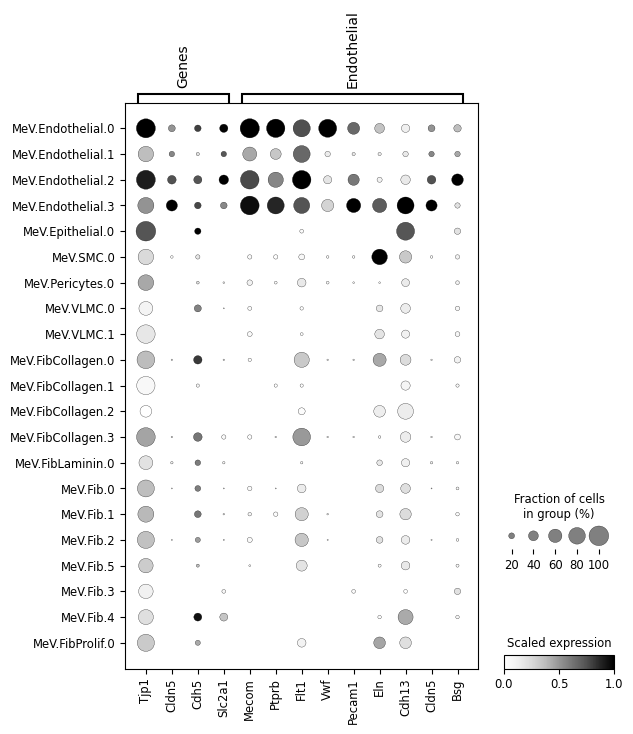 Genes
Endothelial
MeV.Endothelial.0
MeV.Endothelial.1
MeV.Endothelial.2
MeV.Endothelial.3
MeV.Epithelial.0
MeV.SMC.0
MeV.Pericytes.0
MeV.VLMC.0
MeV.VLMC.1
MeV.FibCollagen.0
MeV.FibCollagen.1
MeV.FibCollagen.2
MeV.FibCollagen.3
MeV.FibLaminin.0
MeV.Fib.0
MeV.Fib.1
MeV.Fib.2
MeV.Fib.5
MeV.Fib.3
MeV.Fib.4
MeV.FibProlif.0
Tjp1
Cldn5
Cdh5
Slc2a1
Mecom
Ptprb
Flt1
Vwf
Pecam1
Eln
Cdh13
Cldn5
Bsg
Fraction of cells
in group (%)
20 40 60 80 100
Scaled expression
0.0 0.5 1.0